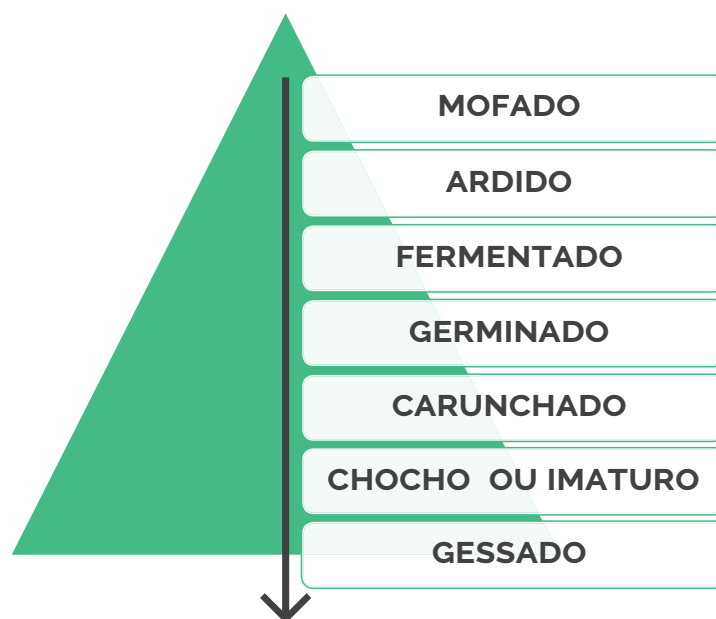 MOFADO
ARDIDO
FERMENTADO
GERMINADO
CARUNCHADO
CHOCHO OU IMATURO
GESSADO